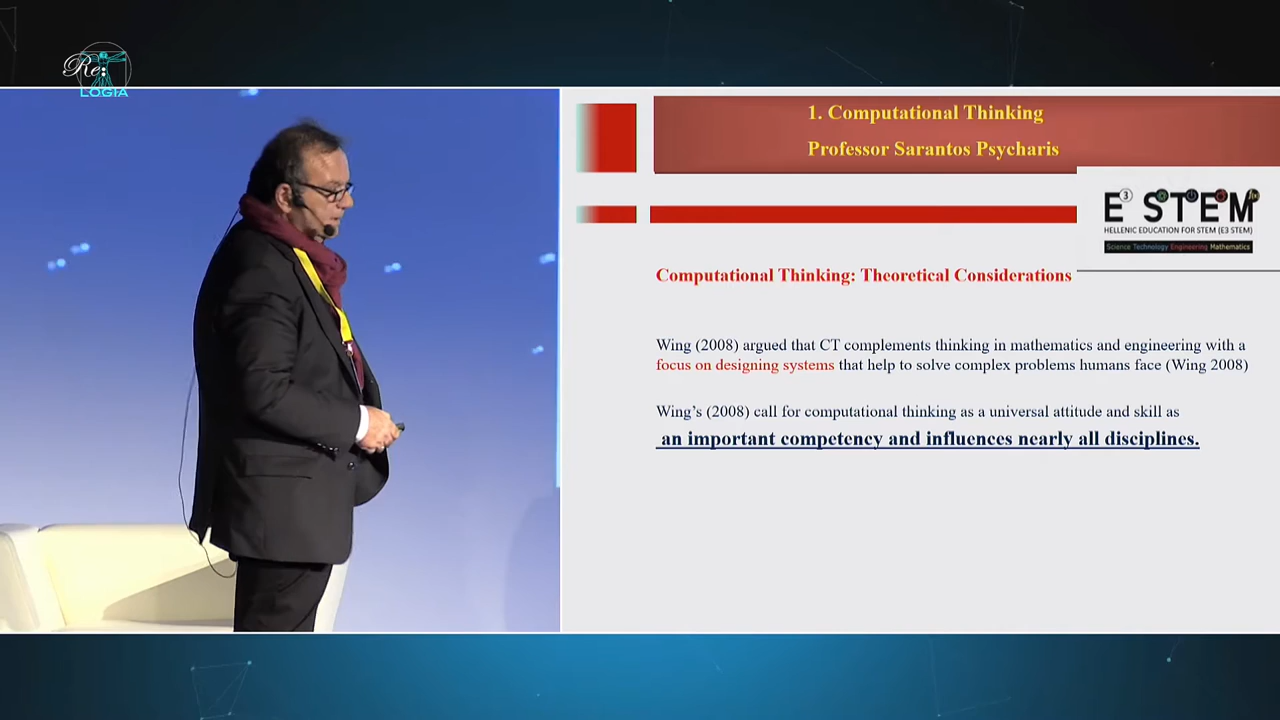 Re:
LOGIA
1. Computational Thinking
Professor Sarantos Psycharis
E3 STEM
HELLENIC EDUCATION FOR STEM (E3 STEM)
Science Technology Engineering Mathematics
Computational Thinking: Theoretical Considerations
Wing (2008) argued that CT complements thinking in mathematics and engineering with a
focus on designing systems that help to solve complex problems humans face (Wing 2008)
Wing’s (2008) call for computational thinking as a universal attitude and skill as
an important competency and influences nearly all disciplines.